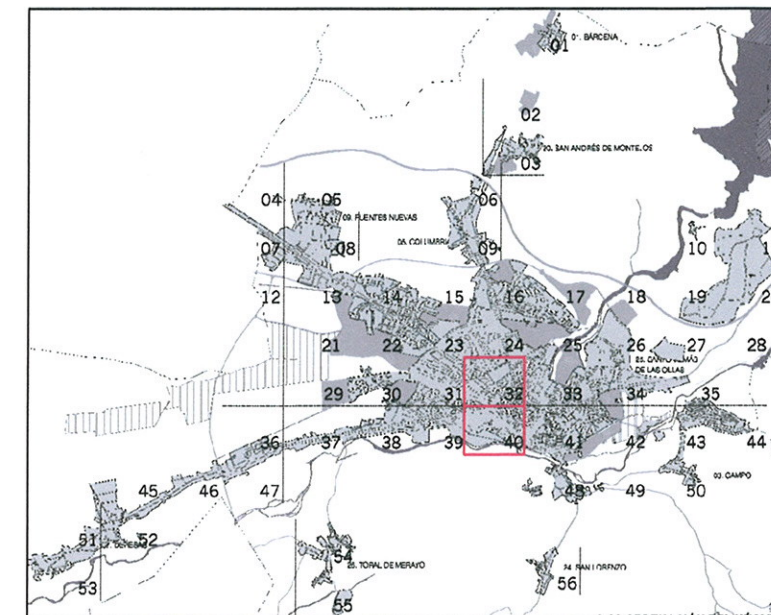 01. BÁRCENA
01
02
20. SAN ANDRÉS DE MONTEJOS
03
04 05 06
09. FUENTES NUEVAS
07 08 09 10
12 13 14 15 16 17 18 19
21 22 23 24 25 26 27 28
DE LAS OLLAS
29 30 31 32 33 34 35
36 37 38 39 40 41 42 43 44
03. CAMPO
45 46 47 48 49 50
51 52
53
54
25. TORAL DE MERAYO
24. SAN LORENZO
55 56